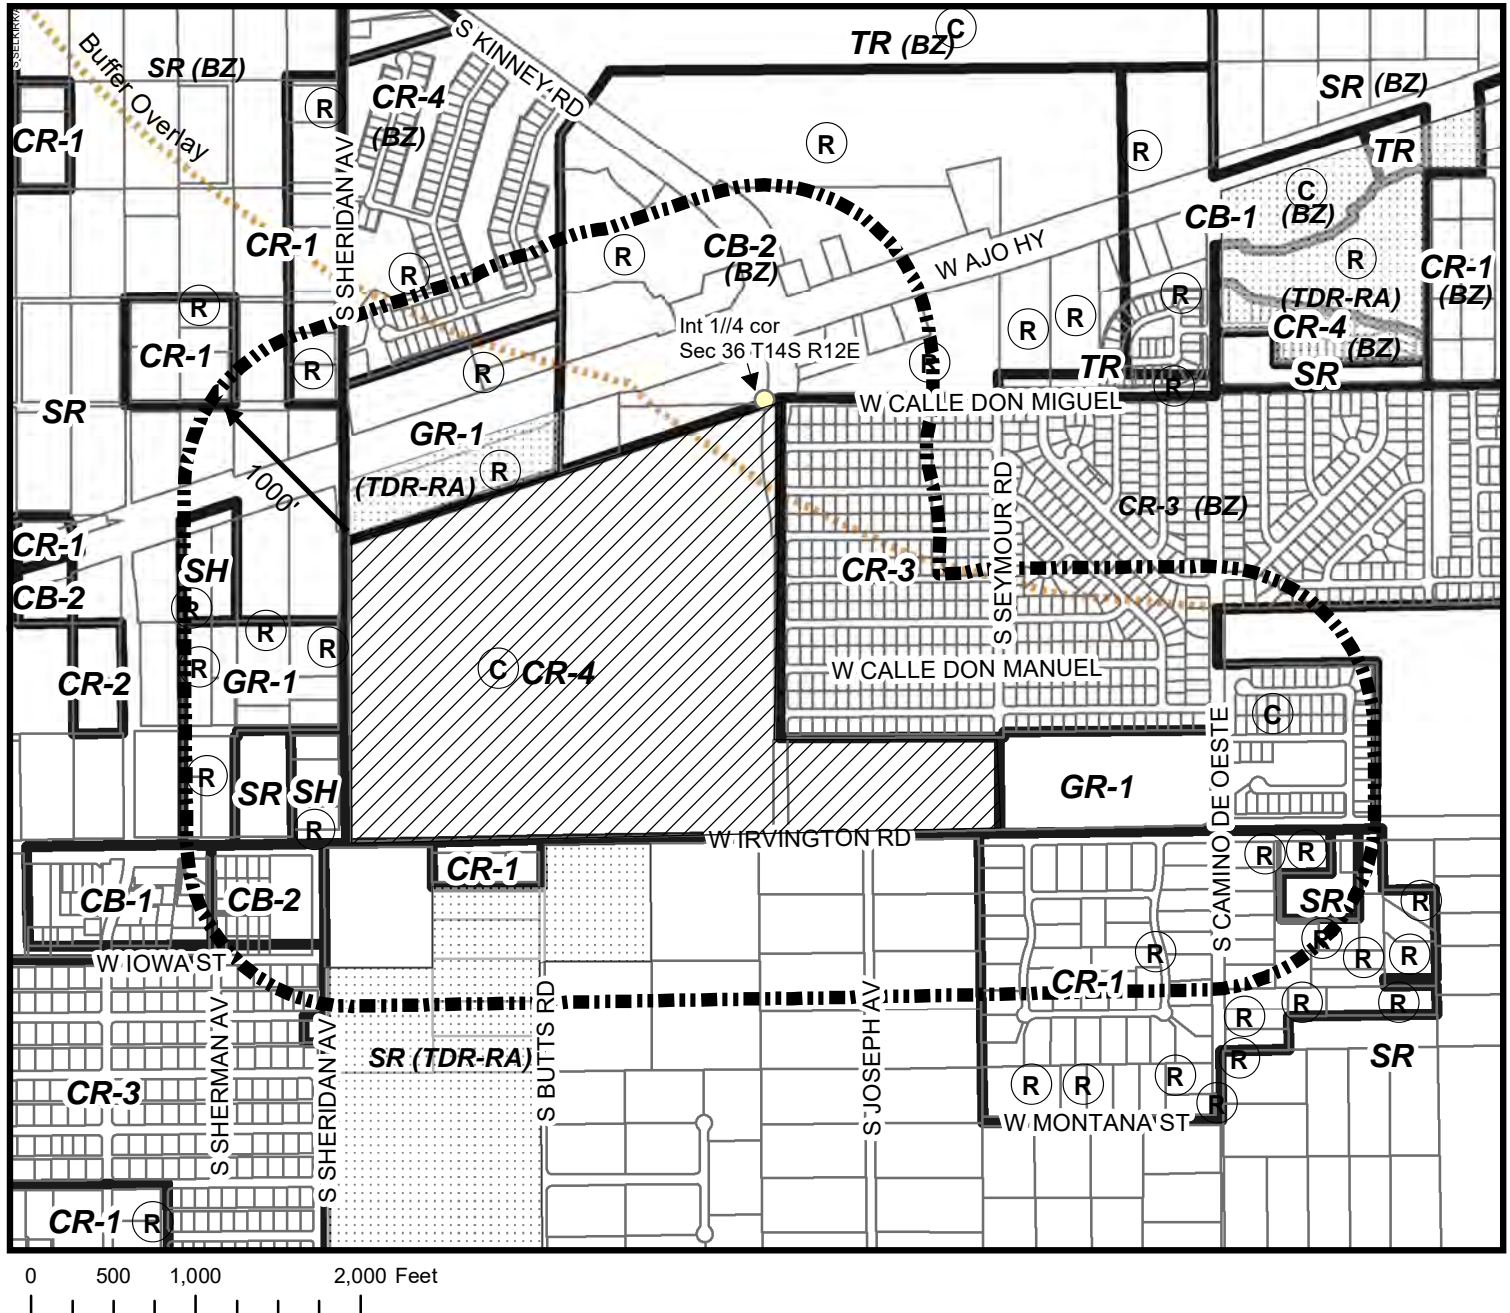 S SELKIRK A
Buffer Overlay
SR (BZ)
S KINNEY RD
TR (BZ)
C
CR-4
(BZ)
R
SR (BZ)
CR-1
S SHERIDAN AV
R
R
TR
C
(BZ)
CB-1
CR-1
R
R
CB-2
(BZ)
W AJO HY
R
CR-1
(BZ)
(TDR-RA)
R
R
R
R
CR-4
(BZ)
Int 1//4 cor
Sec 36 T14S R12E
CR-1
R
R
R
TR
R
SR
SR
W CALLE DON MIGUEL
GR-1
R
(TDR-RA)
1000'
S SEYMOUR RD
CR-3 (BZ)
CR-1
SH
CR-3
CB-2
R
R
R
R
GR-1
CR-2
C CR-4
W CALLE DON MANUEL
C
S CAMINO DE OESTE
R
SR
SH
R
GR-1
W IRVINGTON RD
CR-1
R
R
CB-1
CB-2
SR
R
R
R
R
R
W IOWA ST
CR-1
R
R
R
S SHERMAN AV
S SHERIDAN AV
SR (TDR-RA)
S BUTTS RD
S JOSEPH AV
SR
R
CR-3
R
R
R
R
W MONTANA ST
CR-1
R
0 500 1,000 2,000 Feet